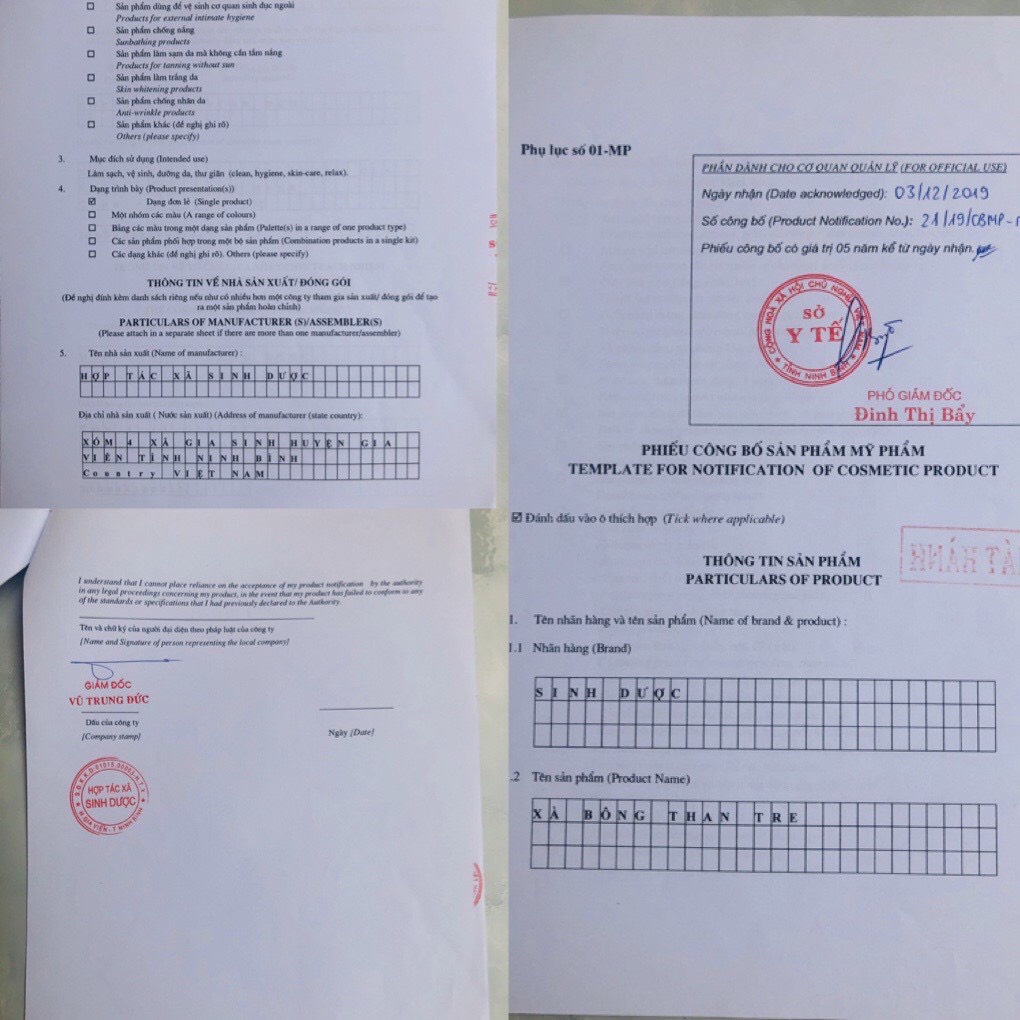 Sản phẩm dùng để vệ sinh cơ quan sinh dục ngoài
Products for external intimate hygiene
Sản phẩm chống nắng
Sunbathing products
Sản phẩm làm sạm da mà không cần tắm nắng
Products for tanning without sun
Sản phẩm làm trắng da
Skin whitening products
Sản phẩm chống nhăn da
Anti-wrinkle products
Sản phẩm khác (đề nghị ghi rõ)
Others (please specify)
3. Mục đích sử dụng (Intended use)
Làm sạch, vệ sinh, dưỡng da, thư giãn (clean, hygiene, skin-care, relax).
4. Dạng trình bày (Product presentation(s))
Dạng đơn lẻ (Single product)
Một nhóm các màu (A range of colours)
Bảng các màu trong một dạng sản phẩm (Palette(s) in a range of one product type)
Các sản phẩm phối hợp trong một bộ sản phẩm (Combination products in a single kit)
Các dạng khác (đề nghị ghi rõ). Others (please specify)
THÔNG TIN VỀ NHÀ SẢN XUẤT/ ĐÓNG GÓI
(Đề nghị đính kèm danh sách riêng nếu như có nhiều hơn một công ty tham gia sản xuất/ đóng gói để tạo
ra một sản phẩm hoàn chỉnh)
PARTICULARS OF MANUFACTURER (S)/ASSEMBLER(S)
(Please attach in a separate sheet if there are more than one manufacturer/assembler)
5. Tên nhà sản xuất (Name of manufacturer) :
HỢP TÁC XÃ SINH DƯỢC
Địa chỉ nhà sản xuất ( Nước sản xuất) (Address of manufacturer (state country):
XÓM 4 XÃ GIA SINH HUYỆN GIA
VIỄN TỈNH NINH BÌNH
Country VIỆT NAM
Phụ lục số 01-MP
PHẦN DÀNH CHO CƠ QUAN QUẢN LÝ (FOR OFFICIAL USE)
Ngày nhận (Date acknowledged): 03/12/2019
Số công bố (Product Notification No.): 21/19/CBMP-
Phiếu công bố có giá trị 05 năm kể từ ngày nhận.
CỘNG HOÀ XÃ HỘI CHỦ NGHĨA VIỆT NAM
SỞ
Y TẾ
TỈNH NINH BÌNH
PHÓ GIÁM ĐỐC
Đinh Thị Bẩy
PHIẾU CÔNG BỐ SẢN PHẨM MỸ PHẨM
TEMPLATE FOR NOTIFICATION OF COSMETIC PRODUCT
Đánh dấu vào ô thích hợp (Tick where applicable)
THÔNG TIN SẢN PHẨM
PARTICULARS OF PRODUCT
1. Tên nhãn hàng và tên sản phẩm (Name of brand & product) :
1.1 Nhãn hàng (Brand)
SINH DƯỢC
.2 Tên sản phẩm (Product Name)
XÀ BÔNG THAN TRE
I understand that I cannot place reliance on the acceptance of my product notification by the authority
in any legal proceedings concerning my product, in the event that my product has failed to conform to any
of the standards or specifications that I had previously declared to the Authority.
Tên và chữ ký của người đại diện theo pháp luật của công ty
[Name and Signature of person representing the local company]
GIÁM ĐỐC
VŨ TRUNG ĐỨC
Dấu của công ty
[Company stamp]
Ngày [Date]
HỢP TÁC XÃ
SINH DƯỢC
H.GIA VIỄN - T.NINH BÌNH